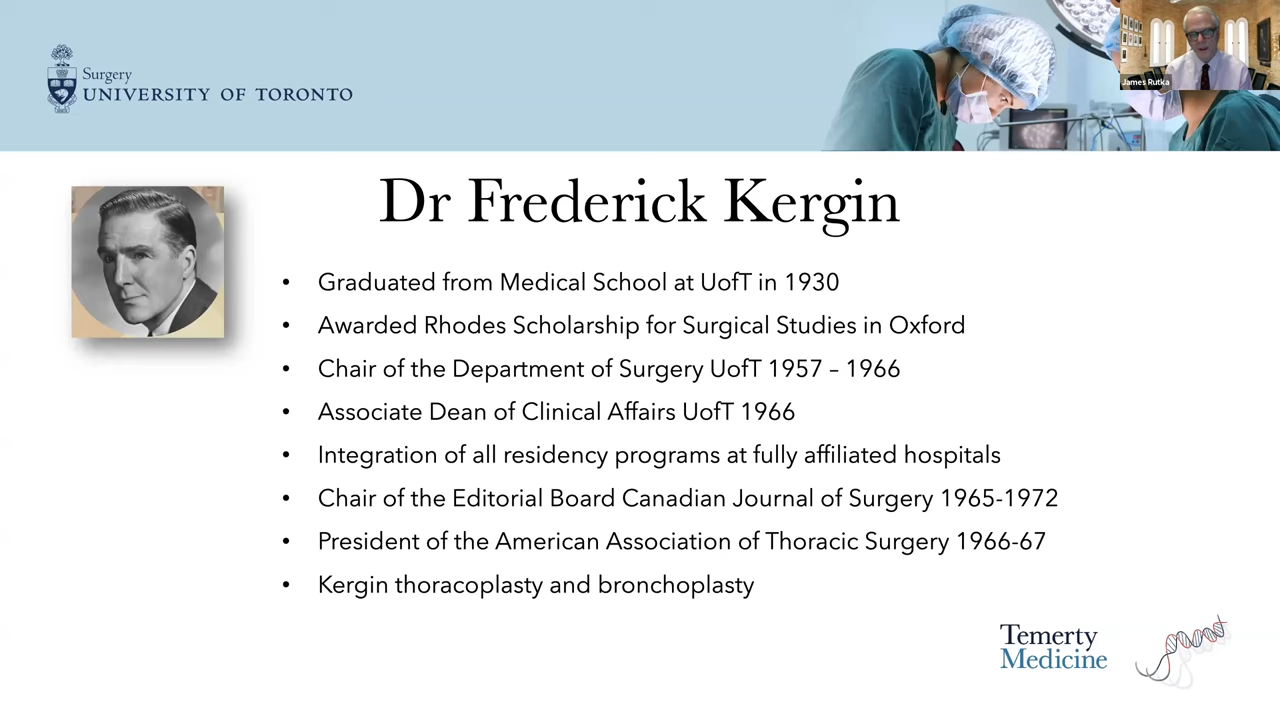 Surgery
UNIVERSITY OF TORONTO
James Rutka
Dr Frederick Kergin
• Graduated from Medical School at UofT in 1930
• Awarded Rhodes Scholarship for Surgical Studies in Oxford
• Chair of the Department of Surgery UofT 1957 – 1966
• Associate Dean of Clinical Affairs UofT 1966
• Integration of all residency programs at fully affiliated hospitals
• Chair of the Editorial Board Canadian Journal of Surgery 1965-1972
• President of the American Association of Thoracic Surgery 1966-67
• Kergin thoracoplasty and bronchoplasty
Temerty
Medicine